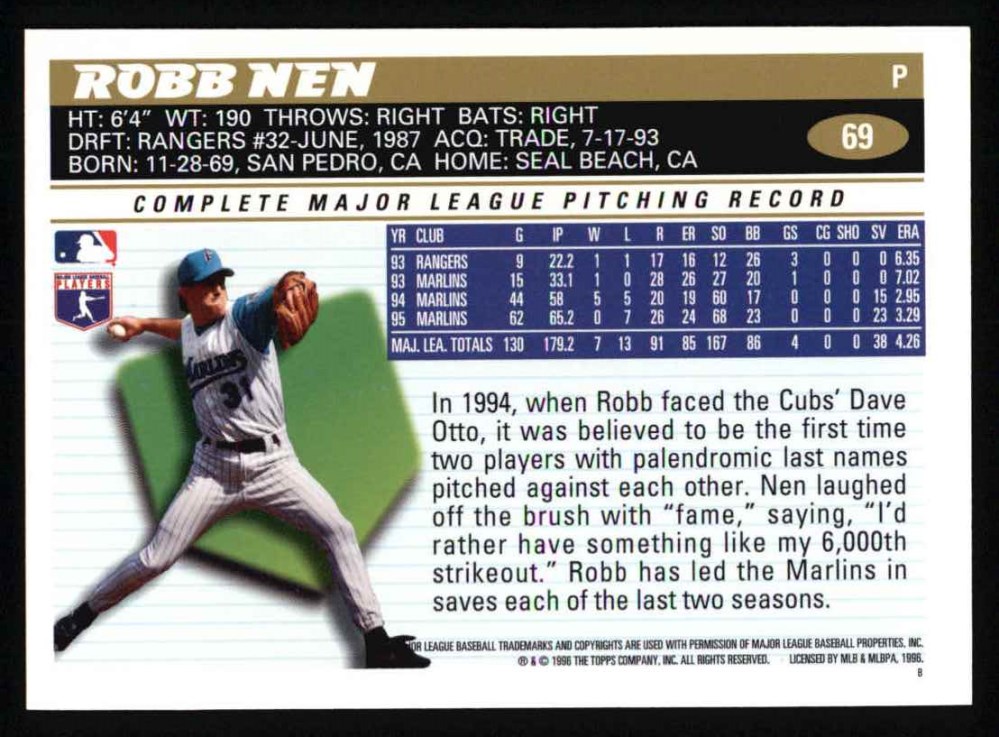 ROBB NEN
P
HT: 6'4" WT: 190 THROWS: RIGHT BATS: RIGHT
DRFT: RANGERS #32-JUNE, 1987 ACQ: TRADE, 7-17-93
BORN: 11-28-69, SAN PEDRO, CA HOME: SEAL BEACH, CA
69
COMPLETE MAJOR LEAGUE PITCHING RECORD
YR CLUB G IP W L R ER SO BB GS CG SHO SV ERA
93 RANGERS 9 22.2 1 1 17 16 12 26 3 0 0 0 6.35
93 MARLINS 15 33.1 1 0 28 26 27 20 1 0 0 0 7.02
94 MARLINS 44 58 5 5 20 19 60 17 0 0 0 15 2.95
95 MARLINS 62 65.2 0 7 26 24 68 23 0 0 0 23 3.29
MAJ. LEA. TOTALS 130 179.2 7 13 91 85 167 86 4 0 0 38 4.26
PLAYERS
MARLINS
31
In 1994, when Robb faced the Cubs' Dave
Otto, it was believed to be the first time
two players with palendromic last names
pitched against each other. Nen laughed
off the brush with “fame,” saying, “I'd
rather have something like my 6,000th
strikeout.” Robb has led the Marlins in
saves each of the last two seasons.
OR LEAGUE BASEBALL TRADEMARKS AND COPYRIGHTS ARE USED WITH PERMISSION OF MAJOR LEAGUE BASEBALL PROPERTIES, INC.
® & © 1996 THE TOPPS COMPANY, INC. ALL RIGHTS RESERVED. LICENSED BY MLB & MLBPA, 1996.
B